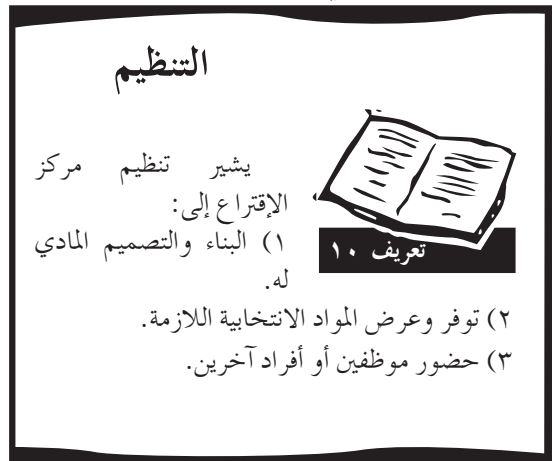 التنظيم
يشير تنظيم مركز
الإقتراع إلى:
١) البناء والتصميم المادي
له.
تعريف ١٠
٢) توفر وعرض المواد الانتخابية اللازمة.
٣) حضور موظفين أو أفراد آخرين.